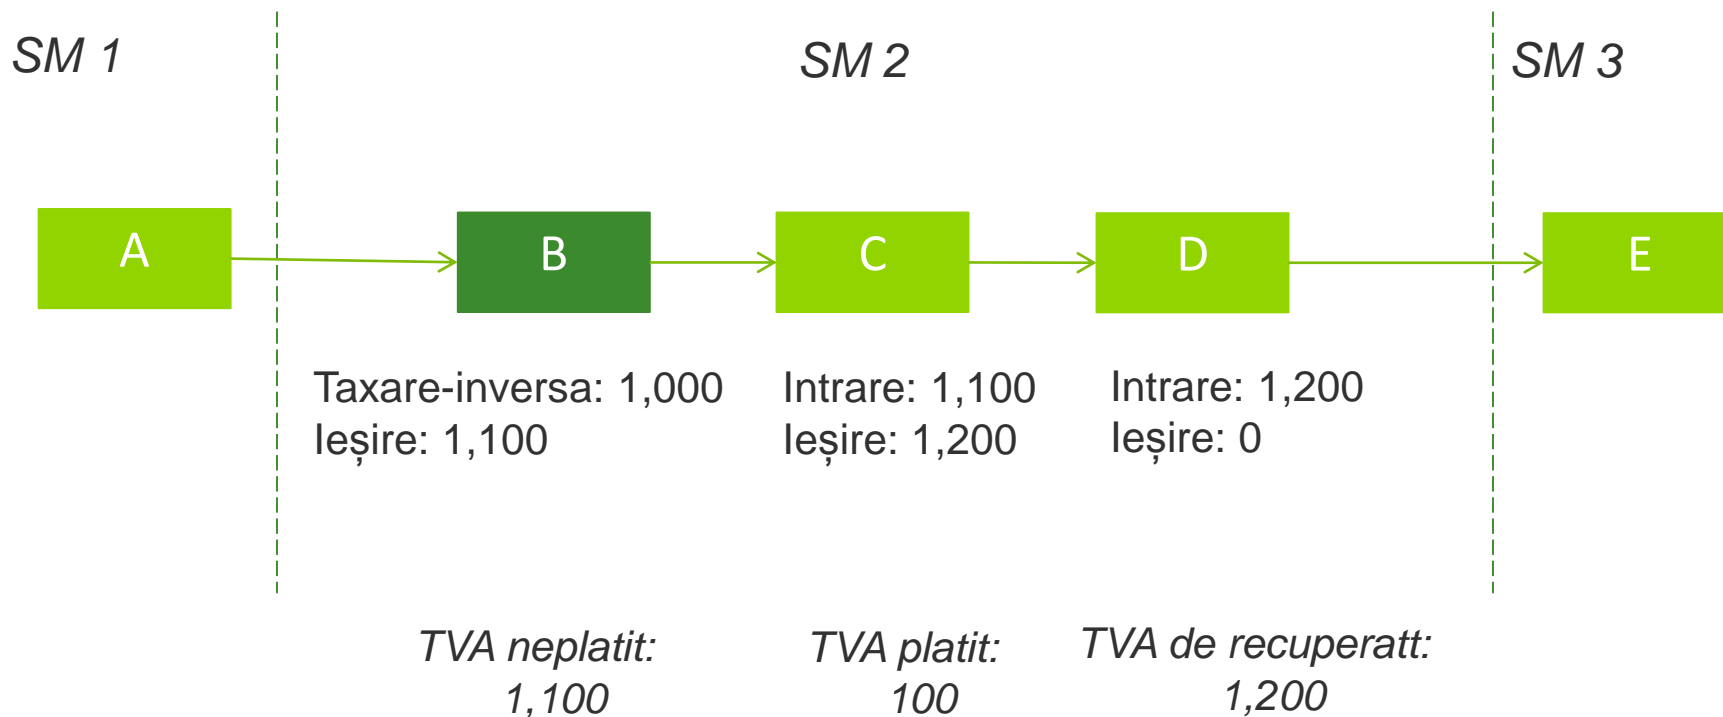 SM 1
SM 2
SM 3
A
B
C
D
E
Taxare-inversa: 1,000
Ieșire: 1,100
Intrare: 1,100
Ieșire: 1,200
Intrare: 1,200
Ieșire: 0
TVA neplatit:
1,100
TVA platit:
100
TVA de recuperatt:
1,200